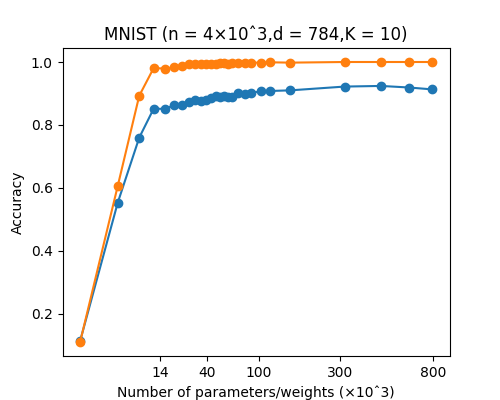 MNIST (n = 4×10ˆ3,d = 784,K = 10)
1.0
0.8
0.6
0.4
0.2
Accuracy
14 40 100 300 800
Number of parameters/weights (×10ˆ3)